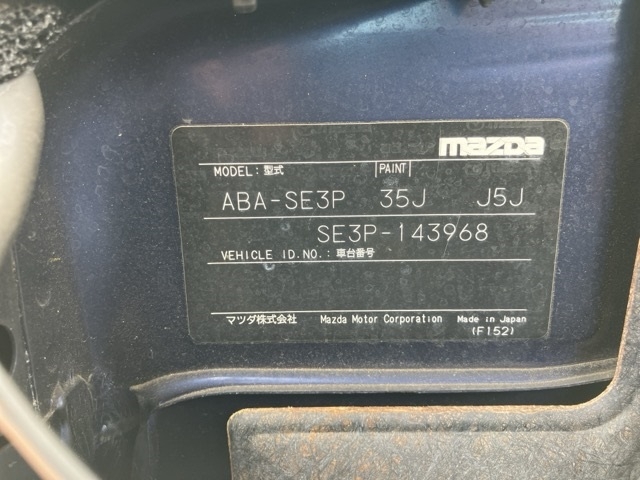 mazda
MODEL: 型式 PAINT
ABA-SE3P 35J J5J
SE3P-143968
VEHICLE ID.NO.: 車台番号
マツダ株式会社 Mazda Motor Corporation Made in Japan
(F152)